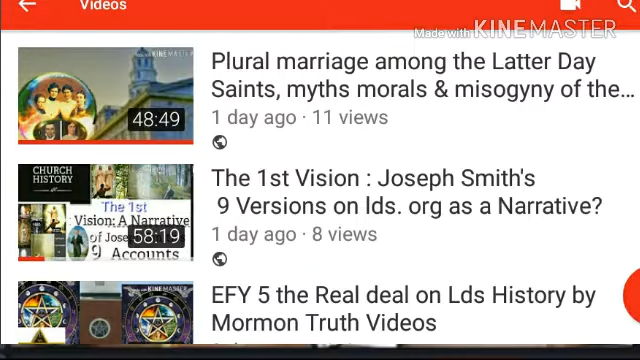 Videos
Made with KINEMASTER
Plural marriage among the Latter Day
Saints, myths morals & misogyny of the...
1 day ago · 11 views
48:49
The 1st Vision : Joseph Smith's
9 Versions on lds. org as a Narrative?
1 day ago · 8 views
CHURCH
HISTORY
The 1st
Vision: A Narrative
of Jose
58:19
9 Accounts
EFY 5 the Real deal on Lds History by
Mormon Truth Videos